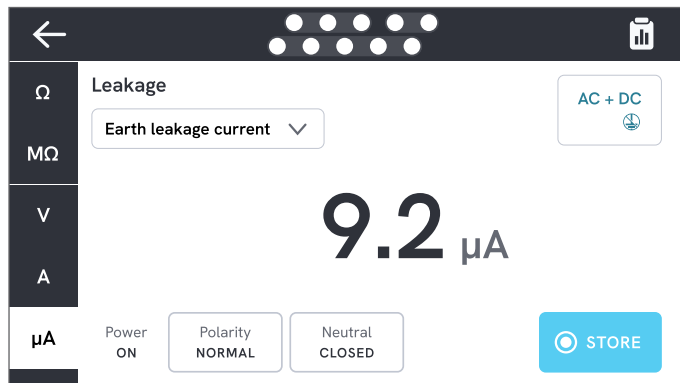 Leakage
AC + DC
Earth leakage current
Ω
MΩ
V
A
µA
9.2 µA
Power
ON
Polarity
NORMAL
Neutral
CLOSED
STORE